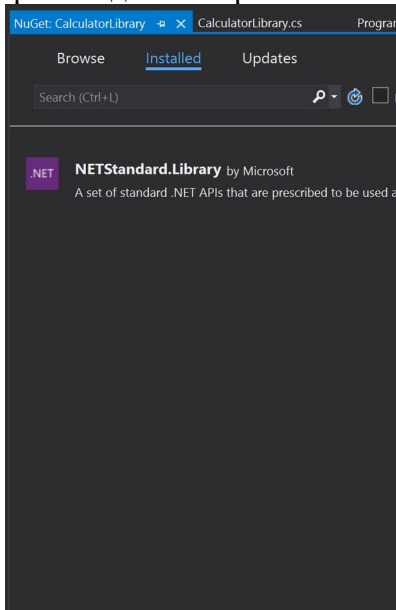 NuGet: CalculatorLibrary
CalculatorLibrary.cs
Program
Browse
Installed
Updates
Search (Ctrl+L)
.NET
NETStandard.Library by Microsoft
A set of standard .NET APIs that are prescribed to be used a